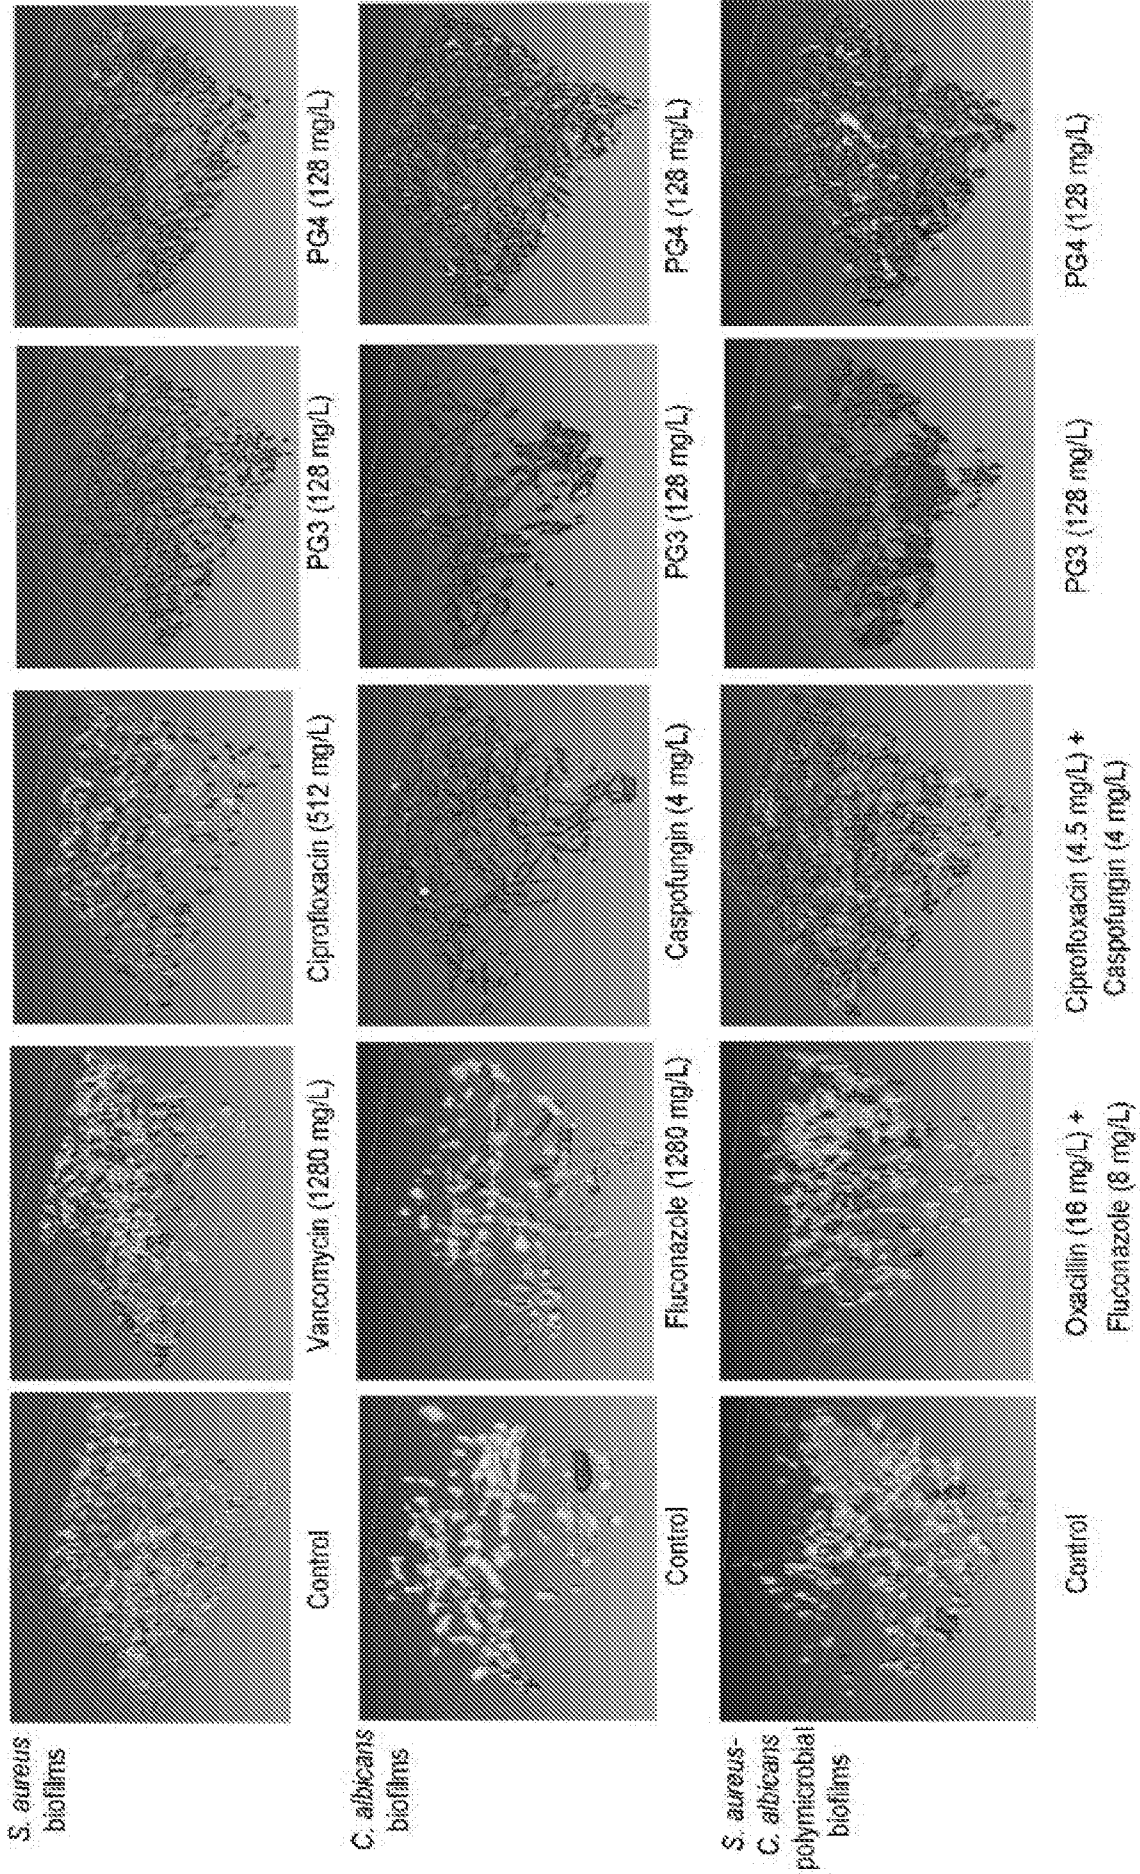 S. aureus
biofilms
Control
Vancomycin (1280 mg/L)
Ciprofloxacin (512 mg/L)
PG3 (128 mg/L)
PG4 (128 mg/L)
C. albicans
biofilms
Control
Fluconazole (1280 mg/L)
Caspofungin (4 mg/L)
PG3 (128 mg/L)
PG4 (128 mg/L)
S. aureus-
C. albicans
polymicrobial
biofilms
Control
Oxacillin (16 mg/L) +
Fluconazole (8 mg/L)
Ciprofloxacin (4.5 mg/L) +
Caspofungin (4 mg/L)
PG3 (128 mg/L)
PG4 (128 mg/L)